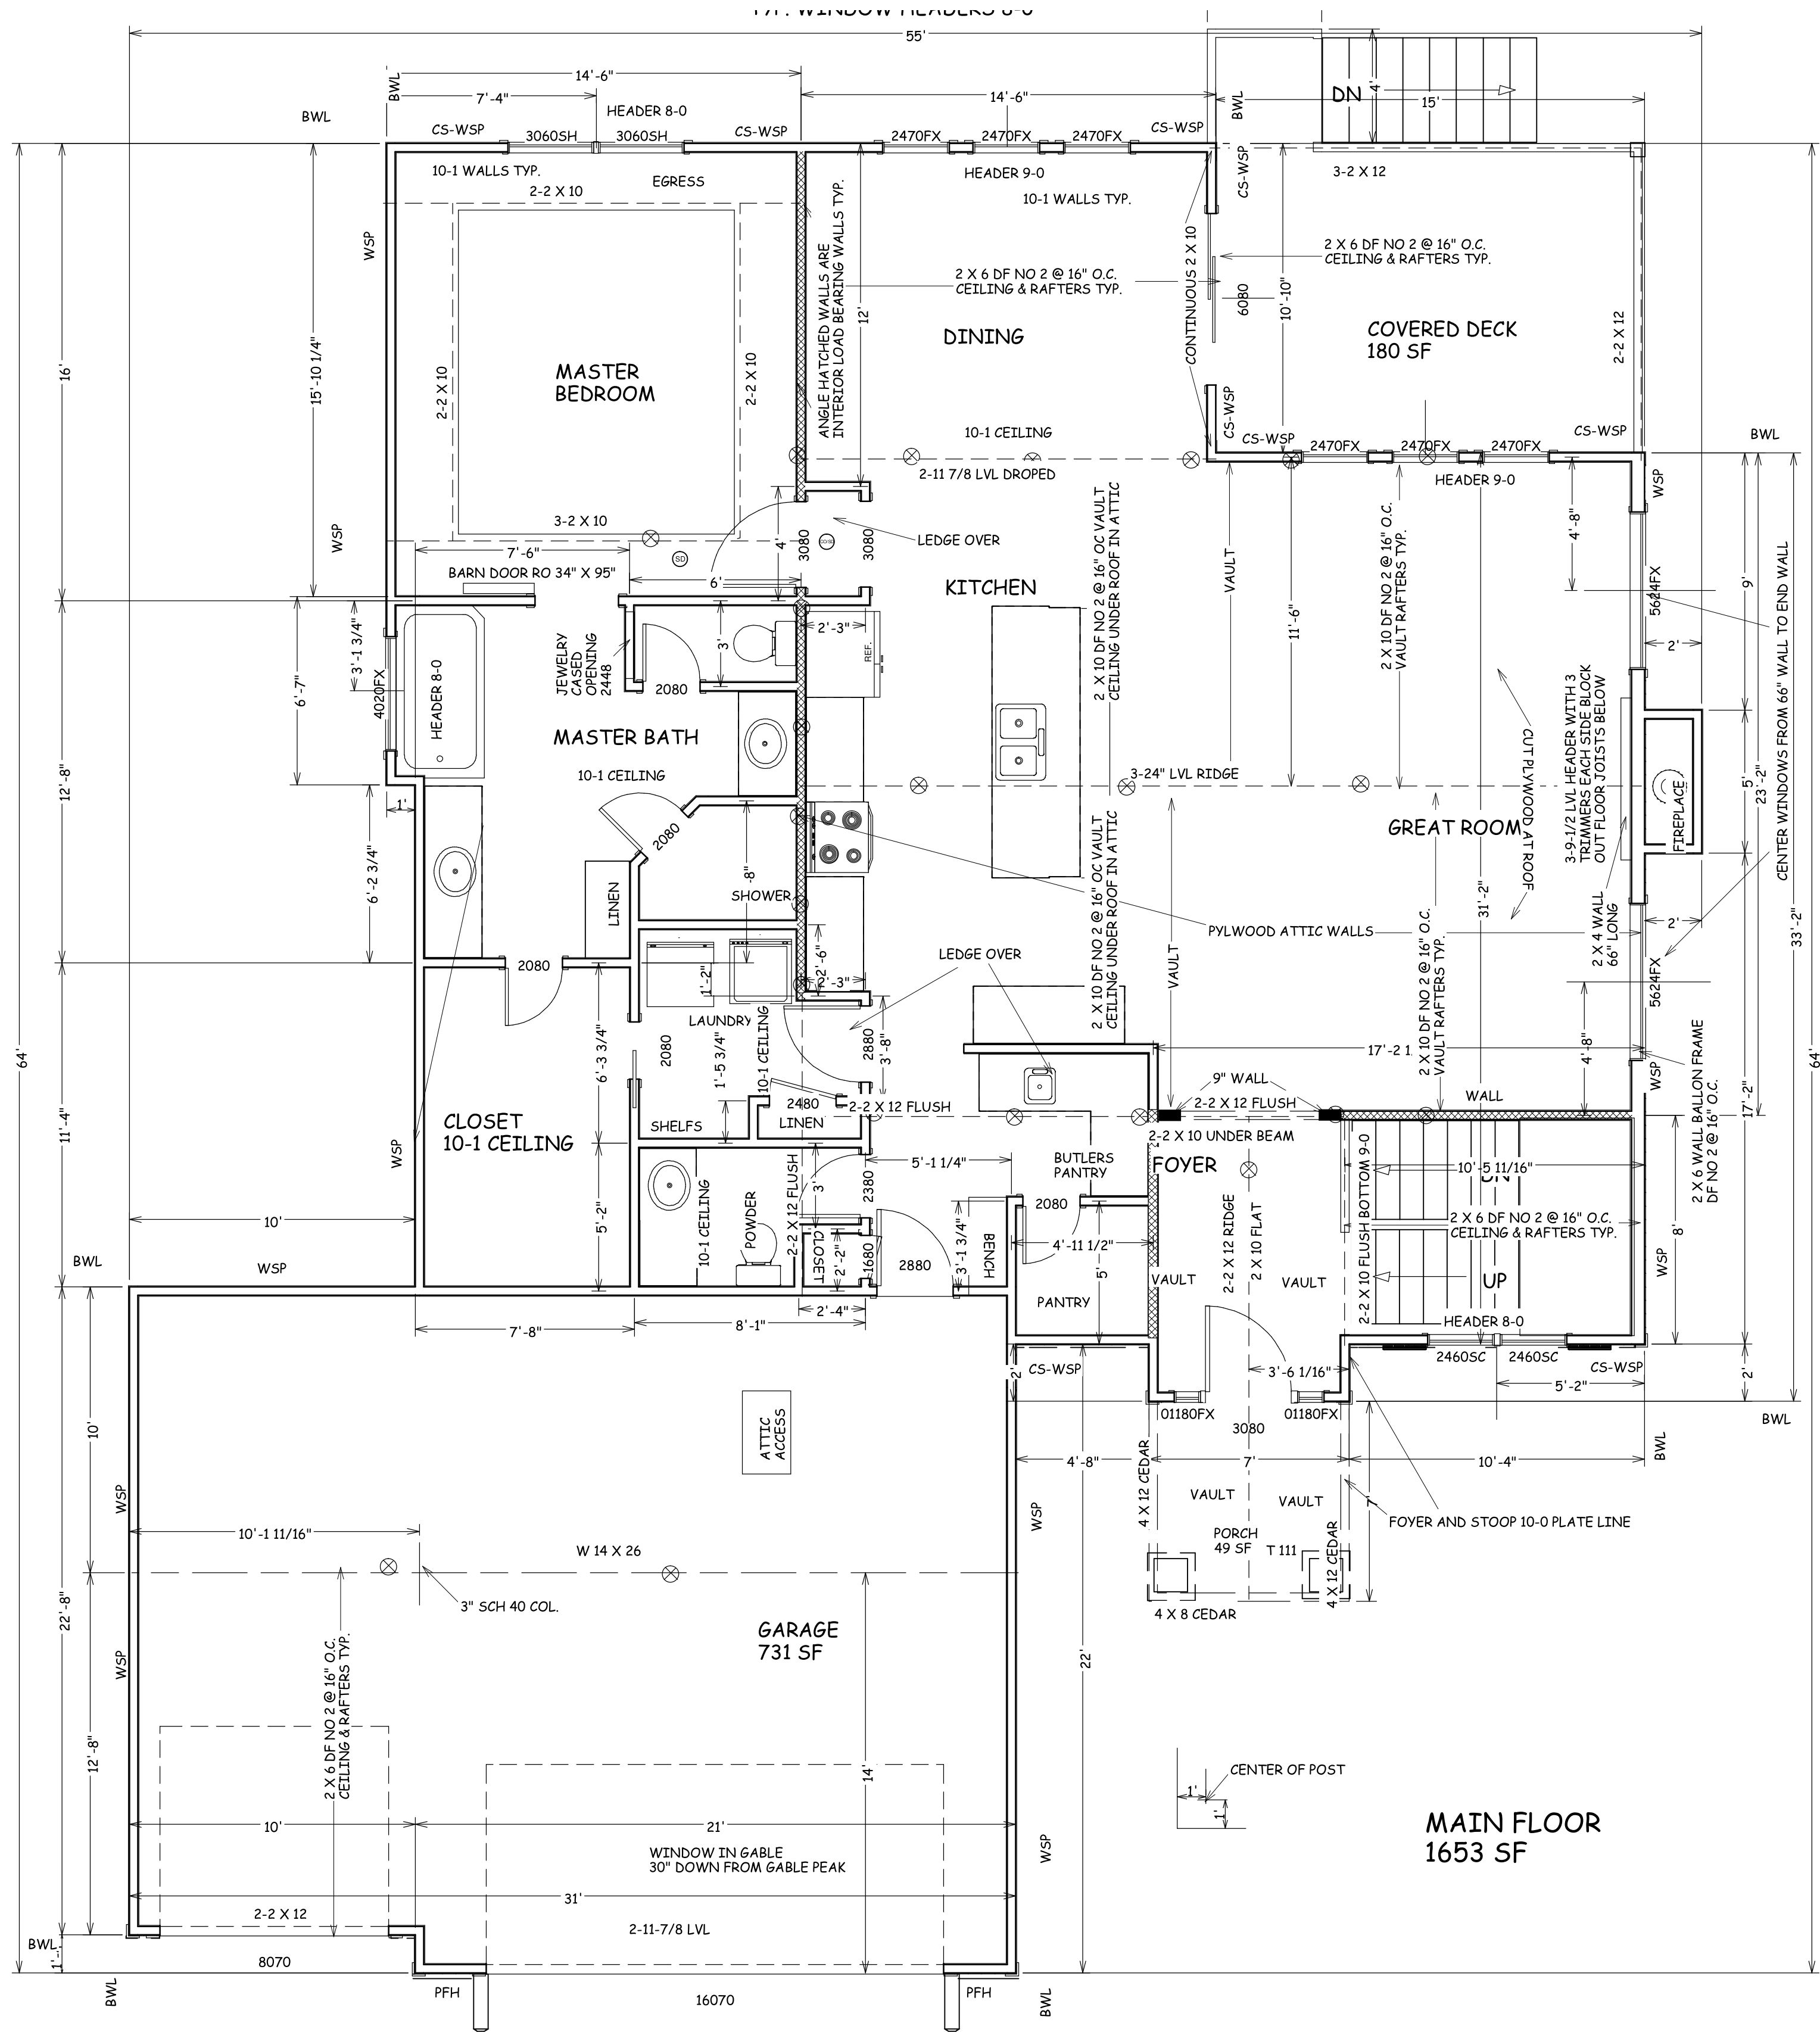 TYP. WINDOW HEADERS 8-0
55'
14'-6"
7'-4"
HEADER 8-0
14'-6"
DN
4'
15'
BWL
BWL
BWL
CS-WSP
3060SH
3060SH
CS-WSP
2470FX
2470FX
2470FX
CS-WSP
10-1 WALLS TYP.
EGRESS
2-2 X 10
HEADER 9-0
10-1 WALLS TYP.
CS-WSP
3-2 X 12
WSP
16'
15'-10 1/4"
2-2 X 10
2-2 X 10
MASTER
BEDROOM
ANGLE HATCHED WALLS ARE
INTERIOR LOAD BEARING WALLS TYP.
12'
2 X 6 DF NO 2 @ 16" O.C.
CEILING & RAFTERS TYP.
DINING
CONTINUOUS 2 X 10
6080
10'-10"
2 X 6 DF NO 2 @ 16" O.C.
CEILING & RAFTERS TYP.
COVERED DECK
180 SF
2-2 X 12
CS-WSP
CS-WSP
10-1 CEILING
2-11 7/8 LVL DROPED
2470FX
2470FX
2470FX
CS-WSP
BWL
HEADER 9-0
WSP
WSP
3-2 X 10
SD
7'-6"
BARN DOOR RO 34" X 95"
6'
4'
3080
3080
LEDGE OVER
KITCHEN
2 X 10 DF NO 2 @ 16" OC VAULT
CEILING UNDER ROOF IN ATTIC
VAULT
11'-6"
2 X 10 DF NO 2 @ 16" O.C.
VAULT RAFTERS TYP.
4'-8"
5624FX
9'
2'
CENTER WINDOWS FROM 66" WALL TO END WALL
6'-7"
3'-1 3/4"
4020FX
HEADER 8-0
JEWELRY
CASED
OPENING
2448
3'
2080
2'-3"
REF.
MASTER BATH
10-1 CEILING
12'-8"
1'
6'-2 3/4"
2080
LINEN
SHOWER
-8"
3-24" LVL RIDGE
GREAT ROOM
CUT PLYWOOD AT ROOF
3-9-1/2 LVL HEADER WITH 3
TRIMMERS EACH SIDE BLOCK
OUT FLOOR JOISTS BELOW
FIREPLACE
5'
23'-2"
33'-2"
31'-2"
2 X 10 DF NO 2 @ 16" OC VAULT
CEILING UNDER ROOF IN ATTIC
VAULT
PYLWOOD ATTIC WALLS
2 X 10 DF NO 2 @ 16" O.C.
VAULT RAFTERS TYP.
2 X 4 WALL
66" LONG
2'
5624FX
4'-8"
2080
1'-2"
2'-6"
2'-3"
LEDGE OVER
LAUNDRY
2080
1'-5 3/4"
10-1 CEILING
2880
3'-8"
6'-3 3/4"
17'-2 1
9" WALL
2-2 X 12 FLUSH
WALL
WSP
2 X 6 WALL BALLON FRAME
DF NO 2 @ 16" O.C.
17'-2"
64'
64'
11'-4"
CLOSET
10-1 CEILING
WSP
SHELFS
2480
LINEN
2-2 X 12 FLUSH
2-2 X 10 UNDER BEAM
FOYER
BUTLERS
PANTRY
5'-1 1/4"
10'-5 11/16"
DN
2 X 6 DF NO 2 @ 16" O.C.
CEILING & RAFTERS TYP.
8'
WSP
10'
5'-2"
10-1 CEILING
POWDER
2-2 X 12 FLUSH
3'
2380
CLOSET
2'-2"
1680
2880
3'-1 3/4"
BENCH
2080
4'-11 1/2"
5'
PANTRY
VAULT
2-2 X 12 RIDGE
2 X 10 FLAT
VAULT
2-2 X 10 FLUSH BOTTOM 9-0
UP
HEADER 8-0
BWL
WSP
2'-4"
7'-8"
8'-1"
CS-WSP
2'
3'-6 1/16"
2460SC
2460SC
CS-WSP
5'-2"
2'
BWL
01180FX
01180FX
3080
ATTIC
ACCESS
10'
WSP
4 X 12 CEDAR
4'-8"
7'
10'-4"
BWL
VAULT
VAULT
7'
10'-1 11/16"
W 14 X 26
WSP
PORCH
49 SF
T 111
4 X 12 CEDAR
FOYER AND STOOP 10-0 PLATE LINE
3" SCH 40 COL.
4 X 8 CEDAR
22'-8"
WSP
GARAGE
731 SF
22'
2 X 6 DF NO 2 @ 16" O.C.
CEILING & RAFTERS TYP.
12'-8"
14'
CENTER OF POST
1'
1'
10'
21'
WINDOW IN GABLE
30" DOWN FROM GABLE PEAK
WSP
MAIN FLOOR
1653 SF
31'
2-2 X 12
2-11-7/8 LVL
BWL
8070
BWL
PFH
16070
PFH
BWL